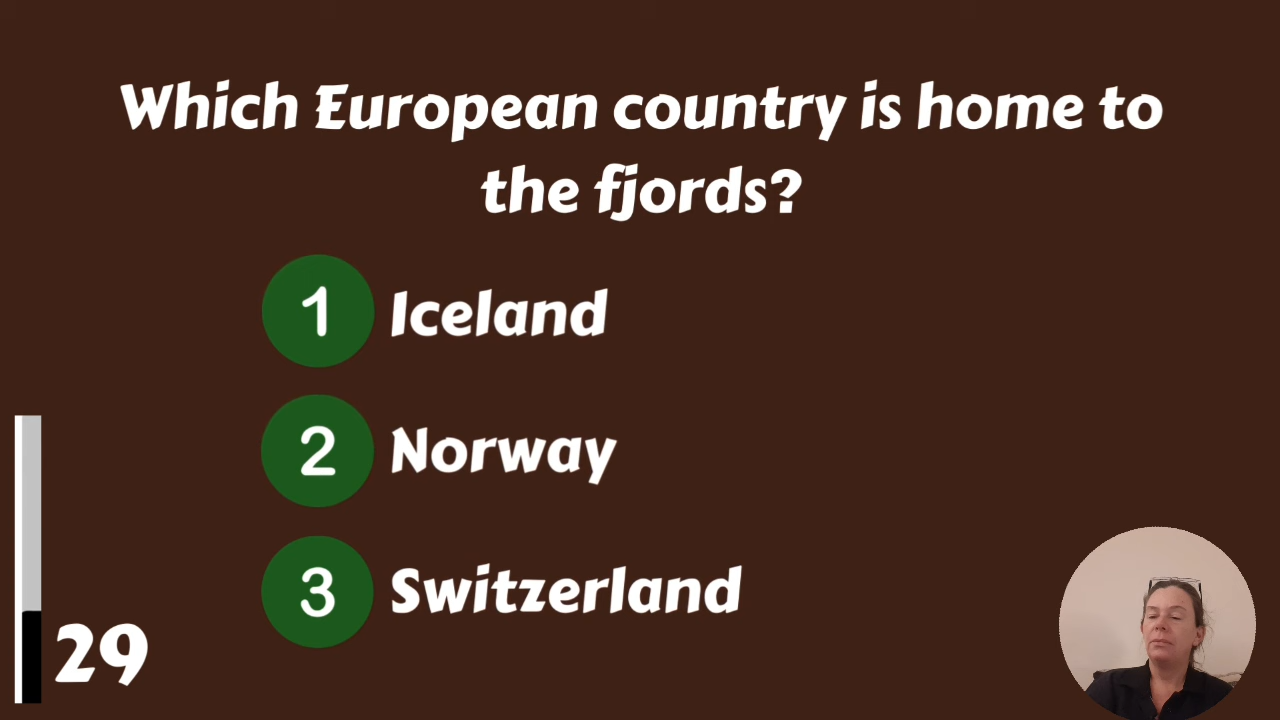 Which European country is home to
the fjords?
1 Iceland
2 Norway
3 Switzerland
29